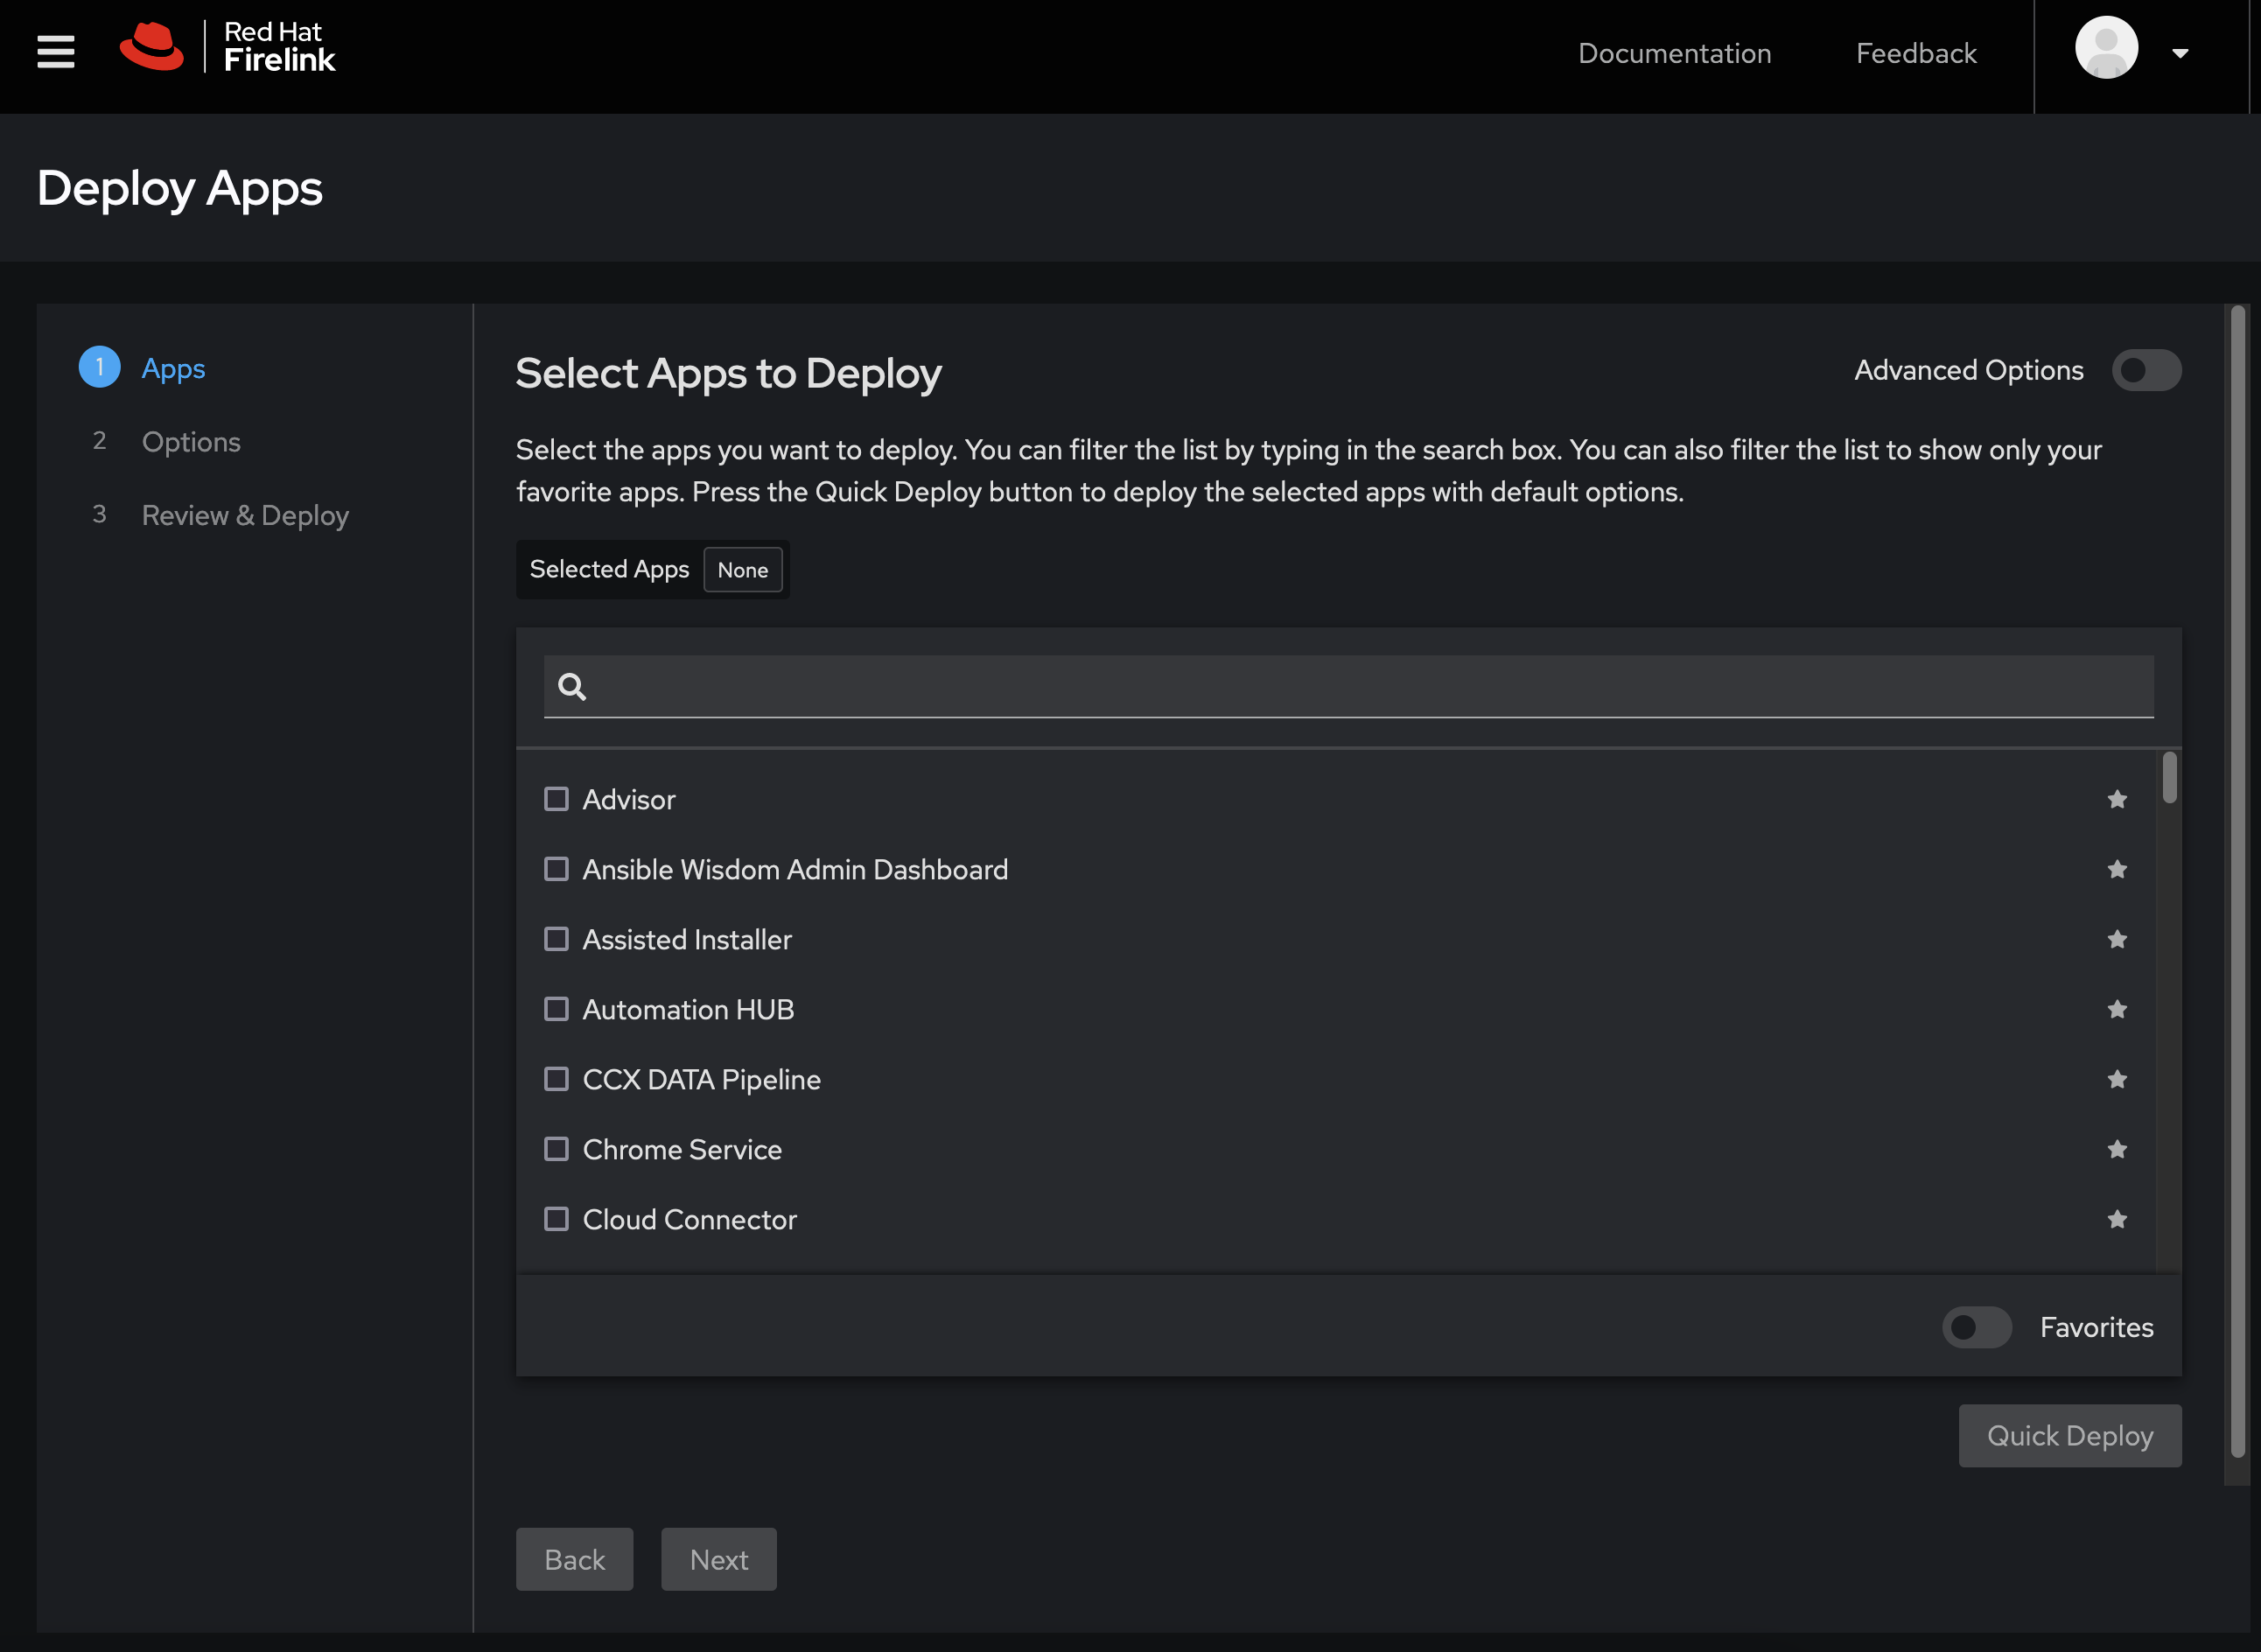 Red Hat
Firelink
Documentation
Feedback
Deploy Apps
1 Apps
2 Options
3 Review & Deploy
Select Apps to Deploy
Advanced Options
Select the apps you want to deploy. You can filter the list by typing in the search box. You can also filter the list to show only your
favorite apps. Press the Quick Deploy button to deploy the selected apps with default options.
Selected Apps None
Advisor
Ansible Wisdom Admin Dashboard
Assisted Installer
Automation HUB
CCX DATA Pipeline
Chrome Service
Cloud Connector
Favorites
Quick Deploy
Back
Next